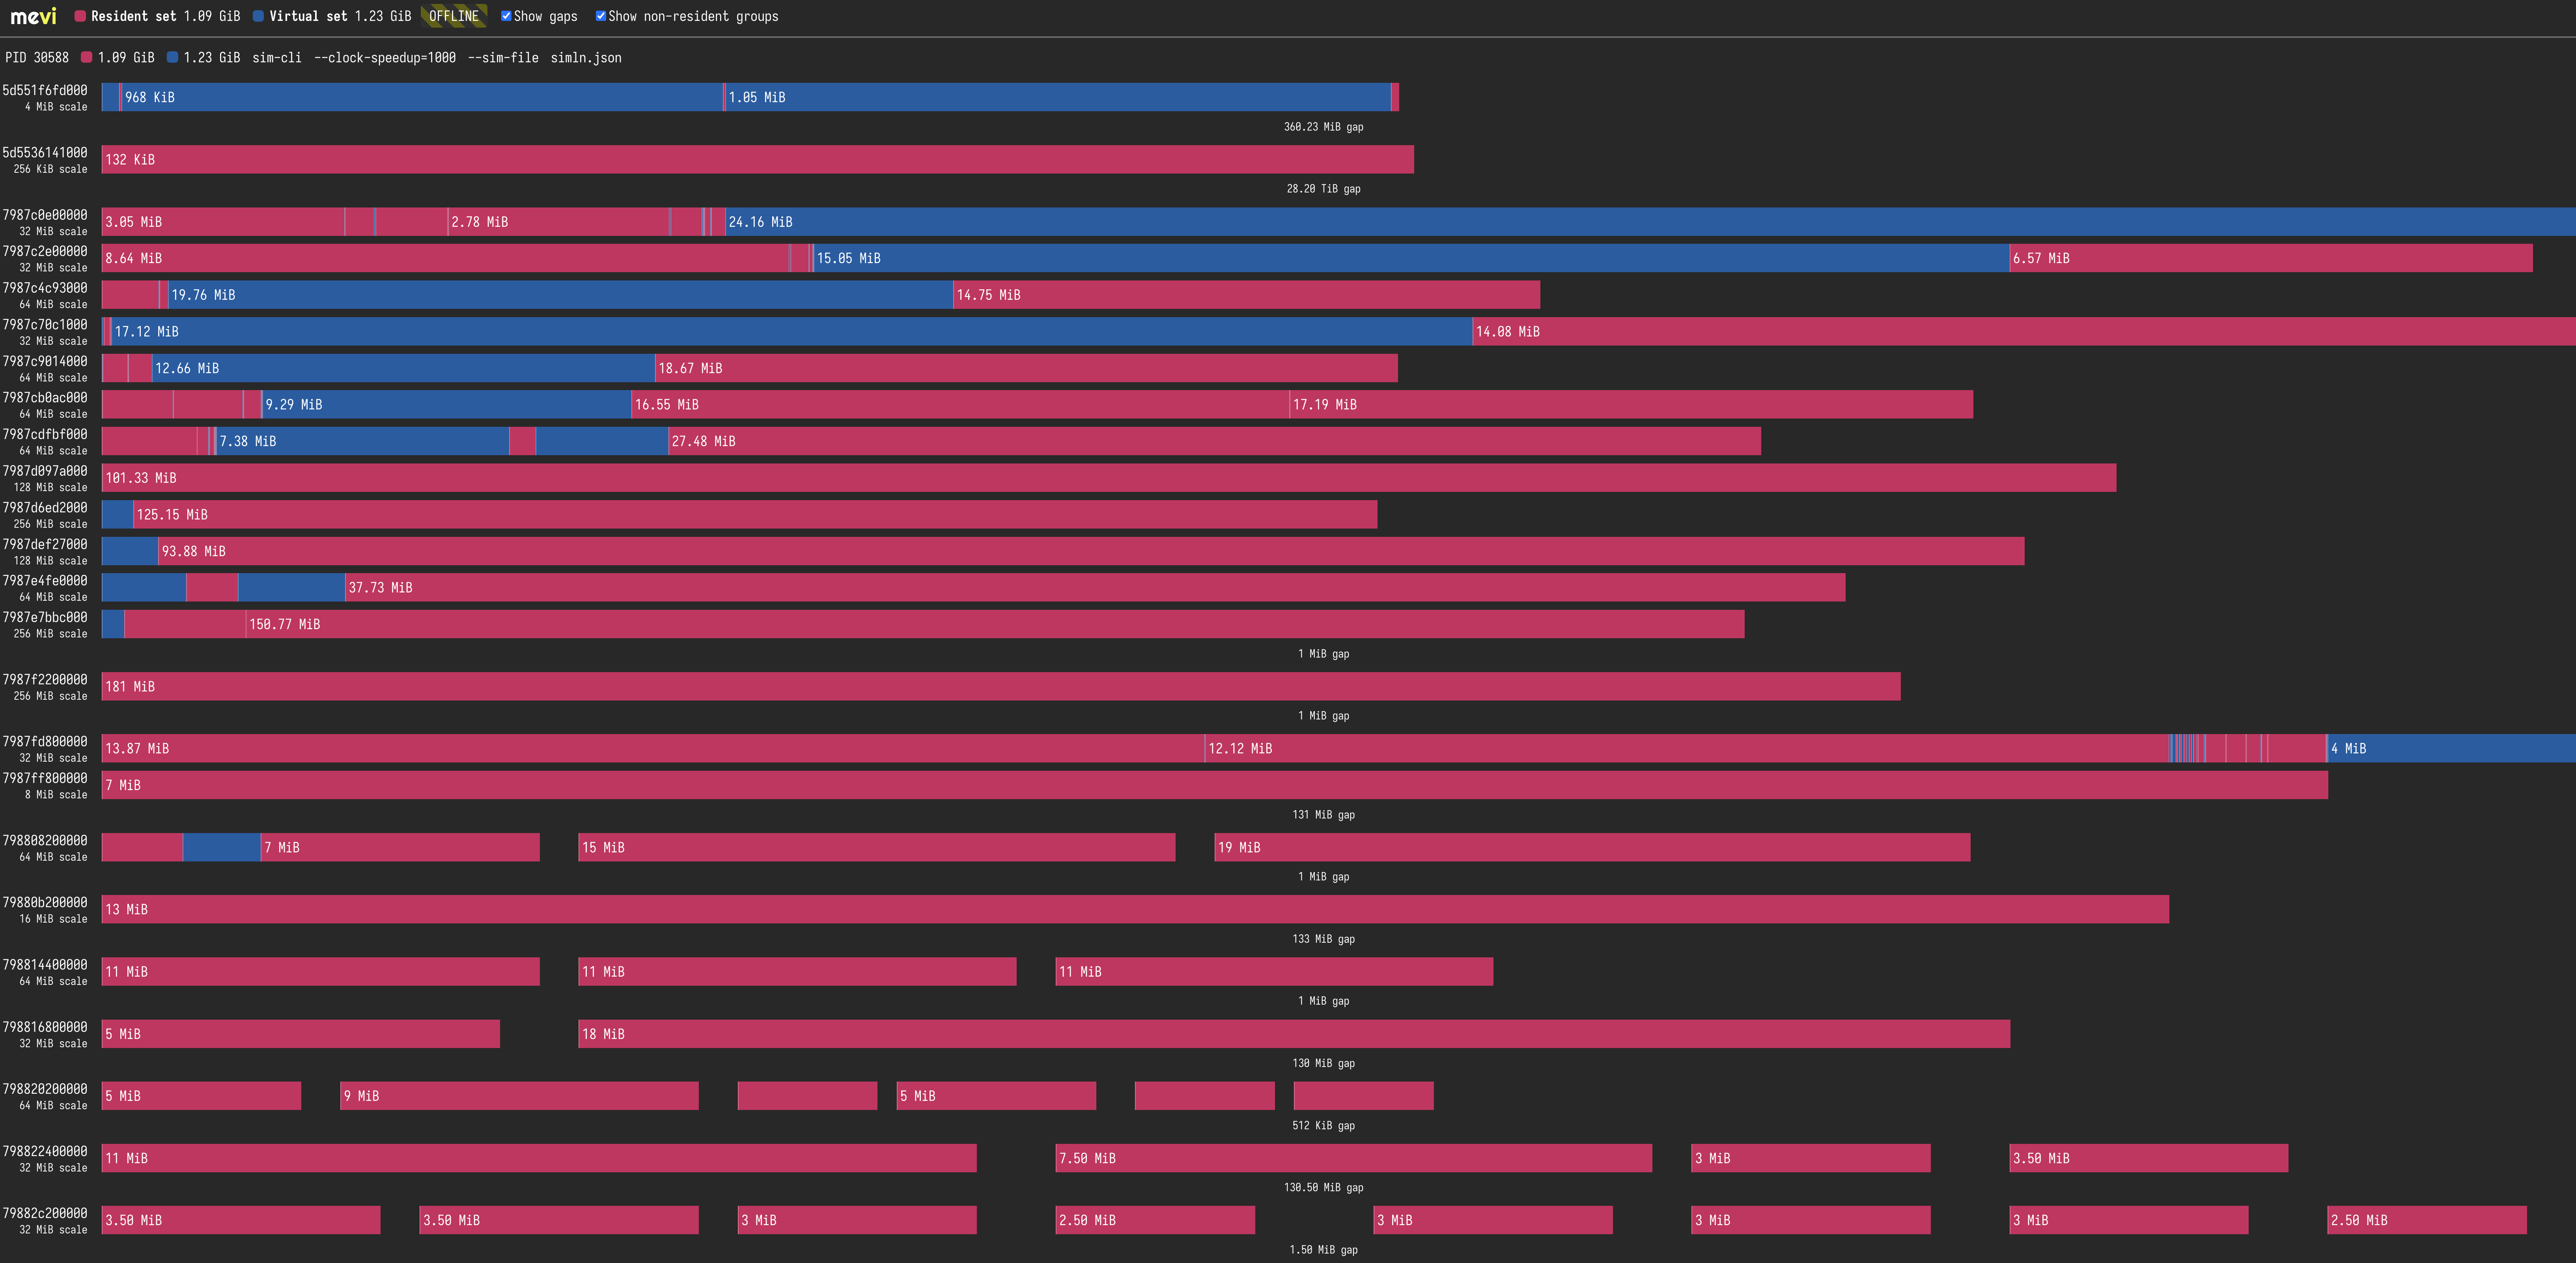 mevi Resident set 1.09 GiB Virtual set 1.23 GiB OFFLINE Show gaps Show non-resident groups
PID 30588 1.09 GiB 1.23 GiB sim-cli --clock-speedup=1000 --sim-file simln.json
5d551f6fd000 968 KiB 1.05 MiB
4 MiB scale
360.23 MiB gap
5d5536141000 132 KiB
256 KiB scale
28.20 TiB gap
7987c0e00000 3.05 MiB 2.78 MiB 24.16 MiB
32 MiB scale
7987c2e00000 8.64 MiB 15.05 MiB 6.57 MiB
32 MiB scale
7987c4c93000 19.76 MiB 14.75 MiB
64 MiB scale
7987c70c1000 17.12 MiB 14.08 MiB
32 MiB scale
7987c9014000 12.66 MiB 18.67 MiB
64 MiB scale
7987cb0ac000 9.29 MiB 16.55 MiB 17.19 MiB
64 MiB scale
7987cdfbf000 7.38 MiB 27.48 MiB
64 MiB scale
7987d097a000 101.33 MiB
128 MiB scale
7987d6ed2000 125.15 MiB
256 MiB scale
7987def27000 93.88 MiB
128 MiB scale
7987e4fe0000 37.73 MiB
64 MiB scale
7987e7bbc000 150.77 MiB
256 MiB scale
1 MiB gap
7987f2200000 181 MiB
256 MiB scale
1 MiB gap
7987fd800000 13.87 MiB 12.12 MiB 4 MiB
32 MiB scale
7987ff800000 7 MiB
8 MiB scale
131 MiB gap
798808200000 7 MiB 15 MiB 19 MiB
64 MiB scale
1 MiB gap
79880b200000 13 MiB
16 MiB scale
133 MiB gap
798814400000 11 MiB 11 MiB 11 MiB
64 MiB scale
1 MiB gap
798816800000 5 MiB 18 MiB
32 MiB scale
130 MiB gap
798820200000 5 MiB 9 MiB 5 MiB
64 MiB scale
512 KiB gap
798822400000 11 MiB 7.50 MiB 3 MiB 3.50 MiB
32 MiB scale
130.50 MiB gap
79882c200000 3.50 MiB 3.50 MiB 3 MiB 2.50 MiB 3 MiB 3 MiB 3 MiB 2.50 MiB
32 MiB scale
1.50 MiB gap